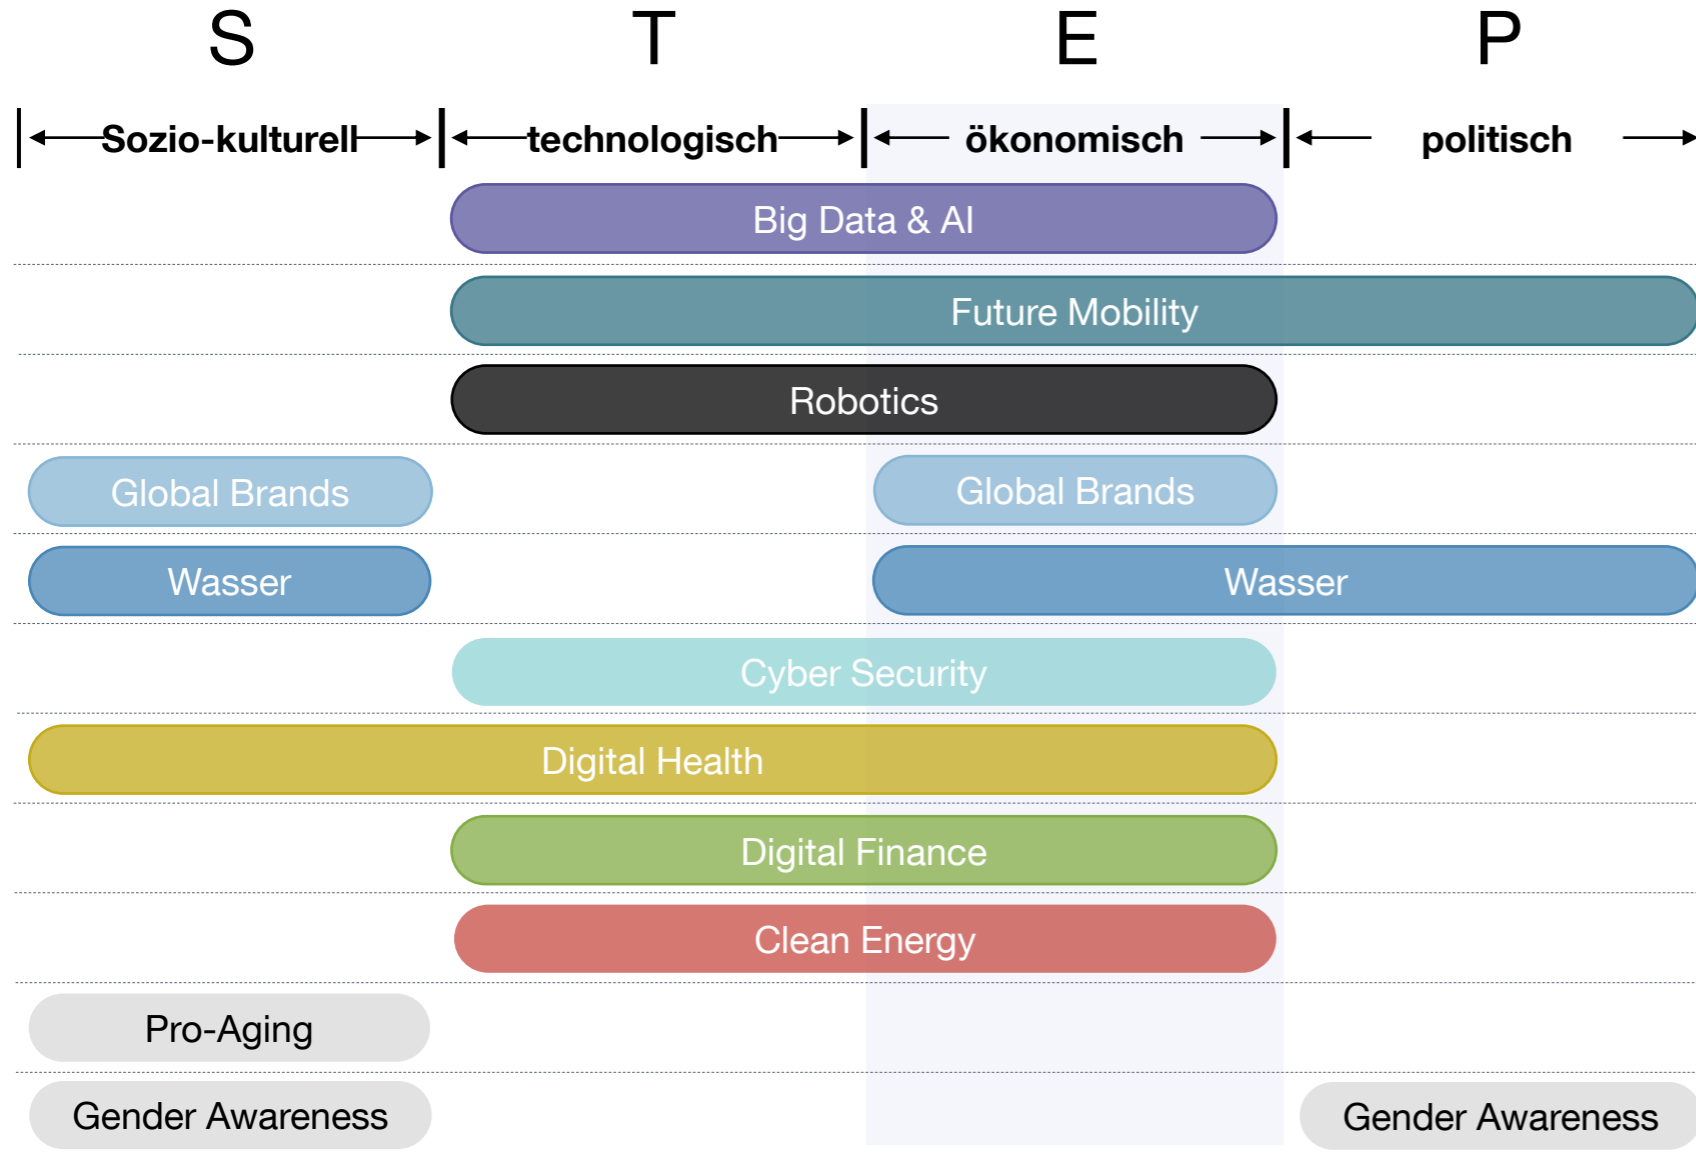 S T E P
Sozio-kulturell technologisch ökonomisch politisch
Big Data & AI
Future Mobility
Robotics
Global Brands Global Brands
Wasser Wasser
Cyber Security
Digital Health
Digital Finance
Clean Energy
Pro-Aging
Gender Awareness Gender Awareness